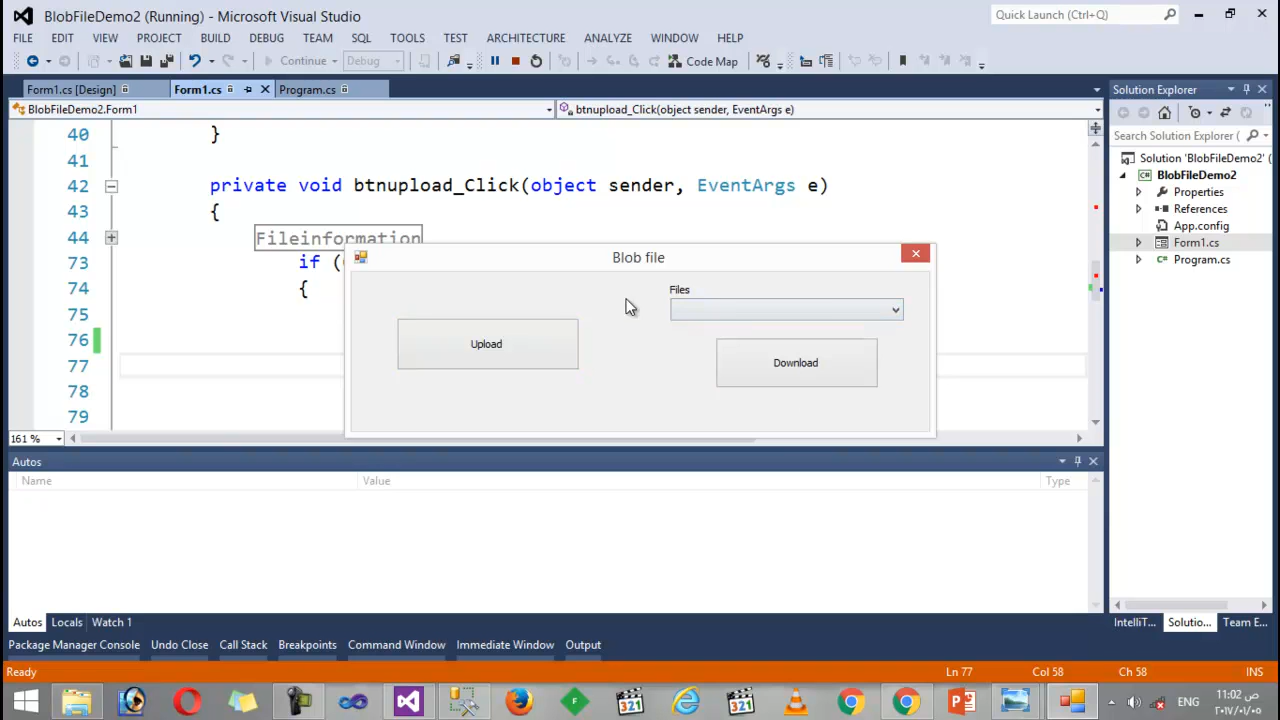 BlobFileDemo2 (Running) - Microsoft Visual Studio
Quick Launch (Ctrl+Q)
FILE EDIT VIEW PROJECT BUILD DEBUG TEAM SQL TOOLS TEST ARCHITECTURE ANALYZE WINDOW HELP
Continue Debug Code Map
Form1.cs [Design] Form1.cs Program.cs
BlobFileDemo2.Form1 btnupload_Click(object sender, EventArgs e)
40 }
41
42 private void btnupload_Click(object sender, EventArgs e)
43 {
44 Fileinformation
73 if (
74 {
75
76
77
78
79
161 %
Blob file
Files
Upload
Download
Solution Explorer
Search Solution Explorer (
Solution 'BlobFileDemo2' (
BlobFileDemo2
Properties
References
App.config
Form1.cs
Program.cs
Autos
Name Value Type
Autos Locals Watch 1
IntelliT... Solutio... Team E...
Package Manager Console Undo Close Call Stack Breakpoints Command Window Immediate Window Output
Ready Ln 77 Col 58 Ch 58 INS
321 321
ENG
11:02 ص